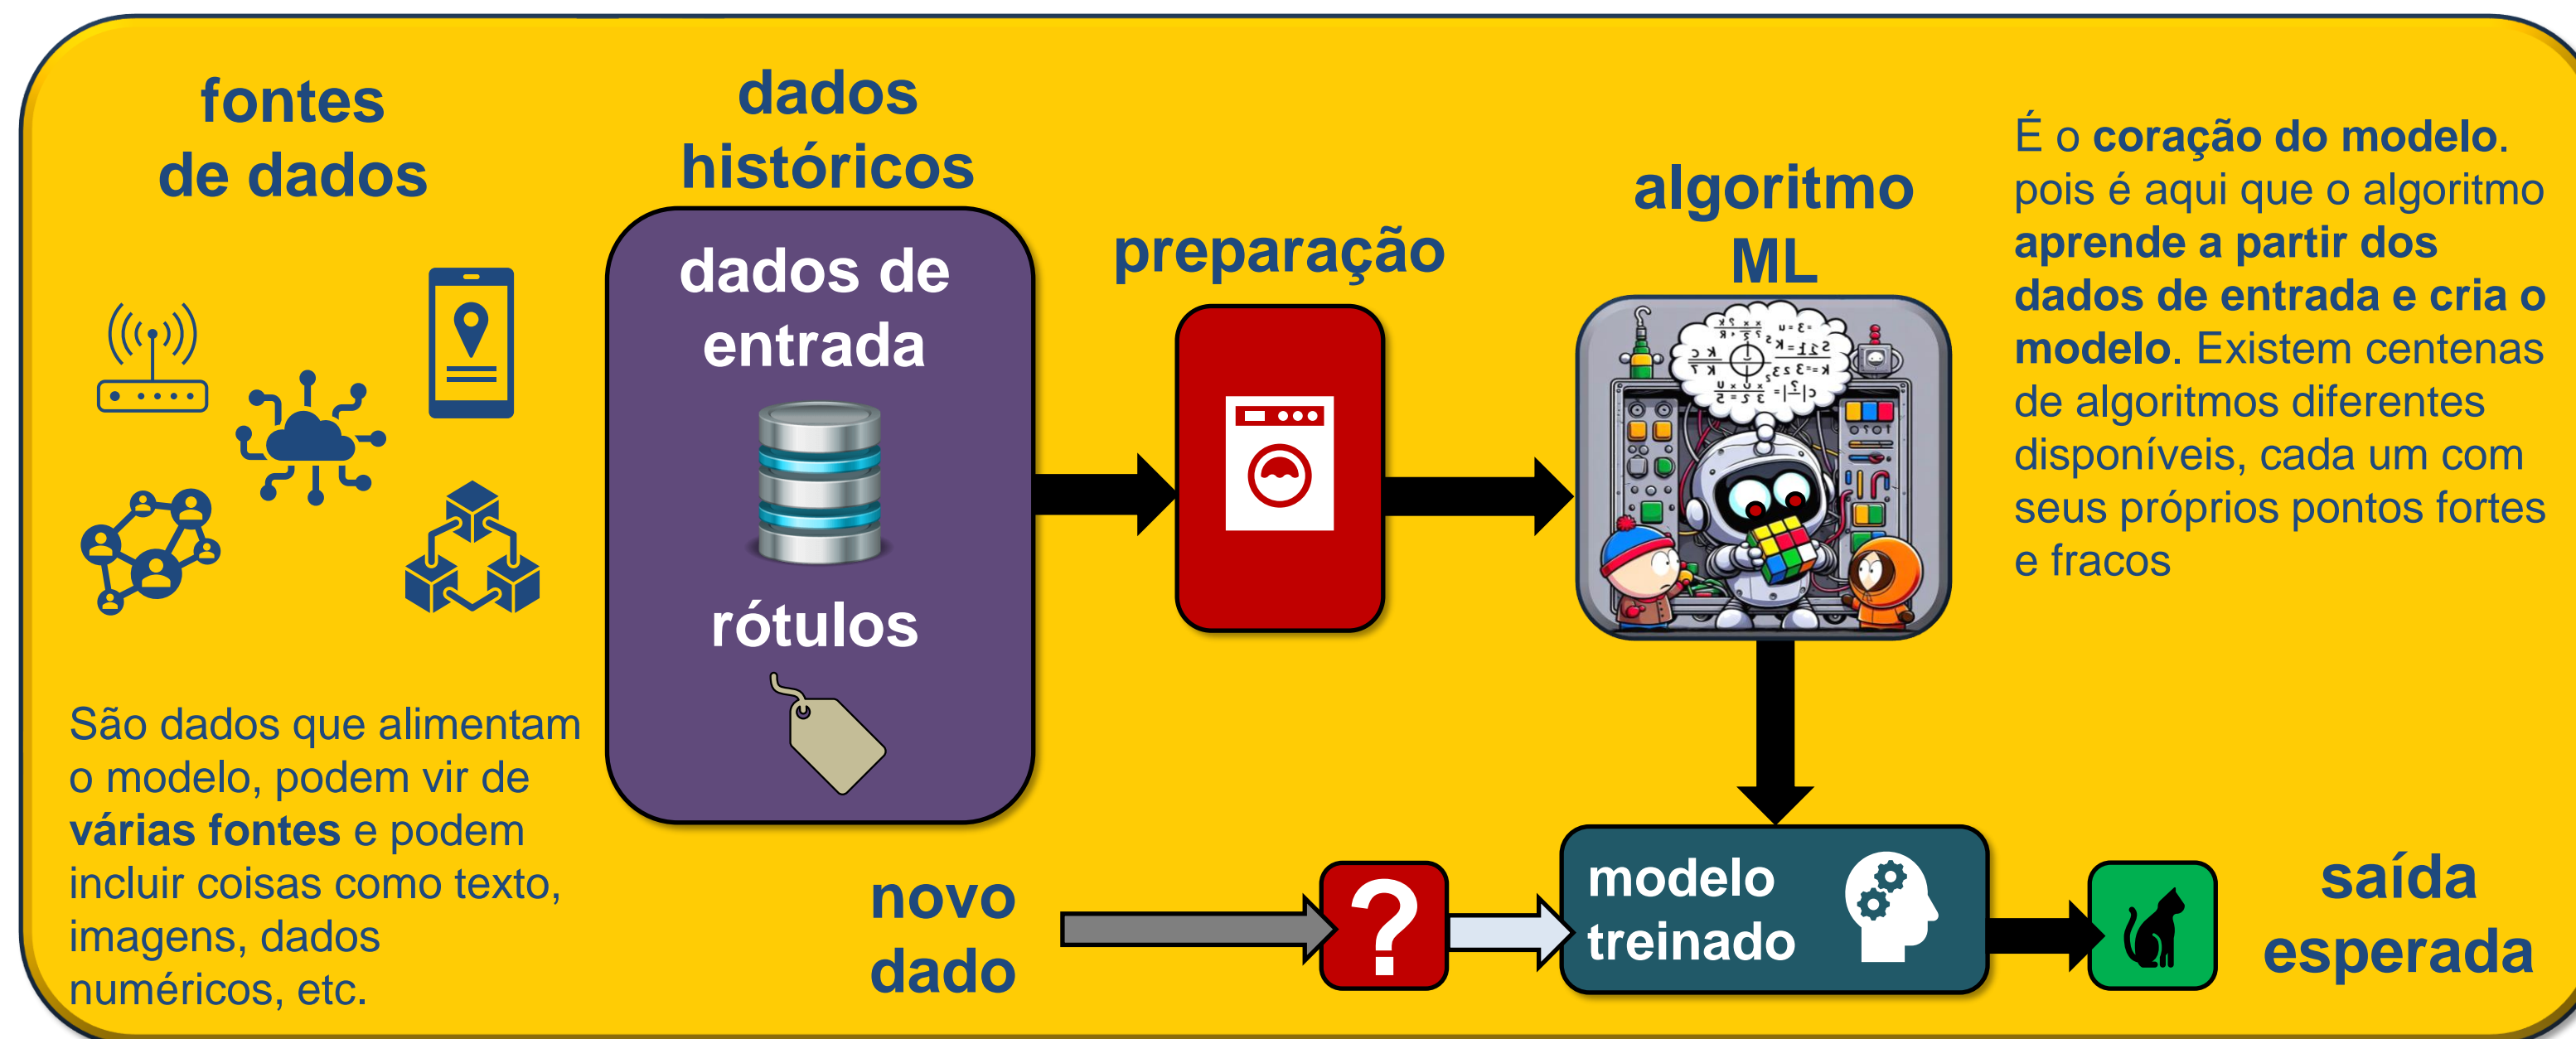 fontes
de dados
São dados que alimentam
o modelo, podem vir de
várias fontes e podem
incluir coisas como texto,
imagens, dados
numéricos, etc.
dados
históricos
dados de
entrada
rótulos
preparação
algoritmo
ML
É o coração do modelo.
pois é aqui que o algoritmo
aprende a partir dos
dados de entrada e cria o
modelo. Existem centenas
de algoritmos diferentes
disponíveis, cada um com
seus próprios pontos fortes
e fracos
novo
dado
?
modelo
treinado
saída
esperada